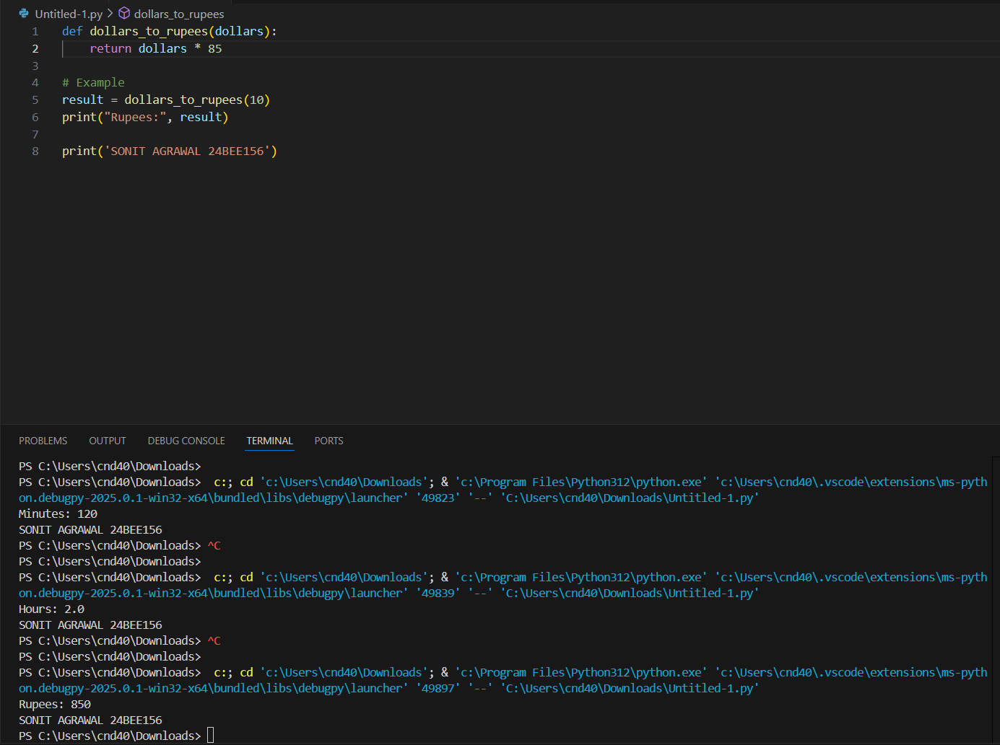 Untitled-1.py > dollars_to_rupees
1 def dollars_to_rupees(dollars):
2     return dollars * 85
3
4 # Example
5 result = dollars_to_rupees(10)
6 print("Rupees:", result)
7
8 print('SONIT AGRAWAL 24BEE156')
PROBLEMS OUTPUT DEBUG CONSOLE TERMINAL PORTS
PS C:\Users\cnd40\Downloads>
PS C:\Users\cnd40\Downloads>  c:; cd 'c:\Users\cnd40\Downloads'; & 'c:\Program Files\Python312\python.exe' 'c:\Users\cnd40\.vscode\extensions\ms-pyth
on.debugpy-2025.0.1-win32-x64\bundled\libs\debugpy\launcher' '49823' '--' 'C:\Users\cnd40\Downloads\Untitled-1.py'
Minutes: 120
SONIT AGRAWAL 24BEE156
PS C:\Users\cnd40\Downloads> ^C
PS C:\Users\cnd40\Downloads>
PS C:\Users\cnd40\Downloads>  c:; cd 'c:\Users\cnd40\Downloads'; & 'c:\Program Files\Python312\python.exe' 'c:\Users\cnd40\.vscode\extensions\ms-pyth
on.debugpy-2025.0.1-win32-x64\bundled\libs\debugpy\launcher' '49839' '--' 'C:\Users\cnd40\Downloads\Untitled-1.py'
Hours: 2.0
SONIT AGRAWAL 24BEE156
PS C:\Users\cnd40\Downloads> ^C
PS C:\Users\cnd40\Downloads>
PS C:\Users\cnd40\Downloads>  c:; cd 'c:\Users\cnd40\Downloads'; & 'c:\Program Files\Python312\python.exe' 'c:\Users\cnd40\.vscode\extensions\ms-pyth
on.debugpy-2025.0.1-win32-x64\bundled\libs\debugpy\launcher' '49897' '--' 'C:\Users\cnd40\Downloads\Untitled-1.py'
Rupees: 850
SONIT AGRAWAL 24BEE156
PS C:\Users\cnd40\Downloads>